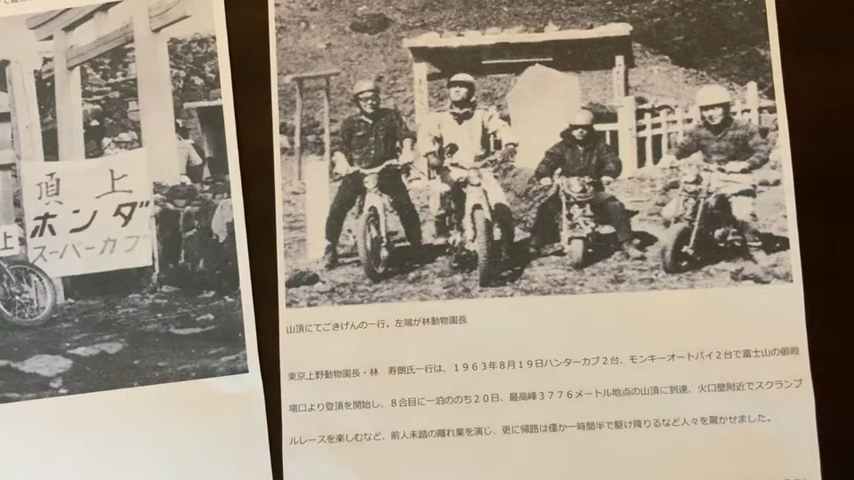 頂上
ホンダ
スーパーカブ
上
山頂にてごきげんの一行。左端が林動物園長
東京上野動物園長・林　寿朗氏一行は、１９６３年８月１９日ハンターカブ２台、モンキーオートバイ２台で富士山の御殿
場口より登頂を開始し、８合目に一泊ののち２０日、最高峰３７７６メートル地点の山頂に到達、火口壁附近でスクランブ
ルレースを楽しむなど、前人未踏の離れ業を演じ、更に帰路は僅か一時間半で駆け降りるなど人々を驚かせました。